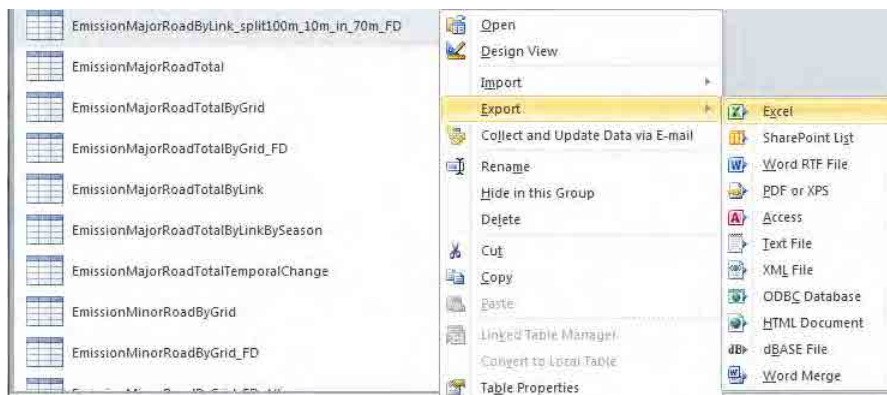 EmissionMajorRoadByLink_split100m_10m_in_70m_FD
EmissionMajorRoadTotal
EmissionMajorRoadTotalByGrid
EmissionMajorRoadTotalByGrid_FD
EmissionMajorRoadTotalByLink
EmissionMajorRoadTotalByLinkBySeason
EmissionMajorRoadTotalTemporalChange
EmissionMinorRoadByGrid
EmissionMinorRoadByGrid_FD
Open
Design View
Import
Export
Collect and Update Data via E-mail
Rename
Hide in this Group
Delete
Cut
Copy
Paste
Linked Table Manager
Convert to Local Table
Table Properties
Excel
SharePoint List
Word RTF File
PDF or XPS
Access
Text File
XML File
ODBC Database
HTML Document
dBASE File
Word Merge